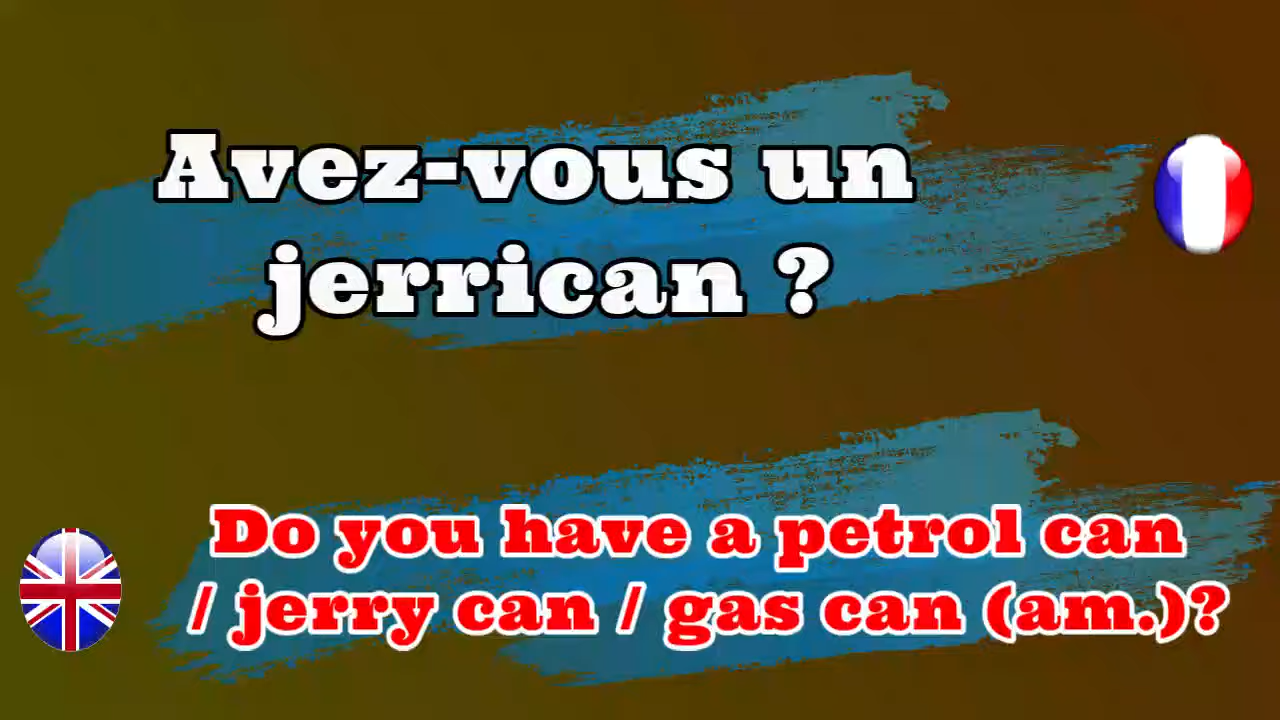 Avez-vous un
jerrican ?
Do you have a petrol can
/ jerry can / gas can (am.)?